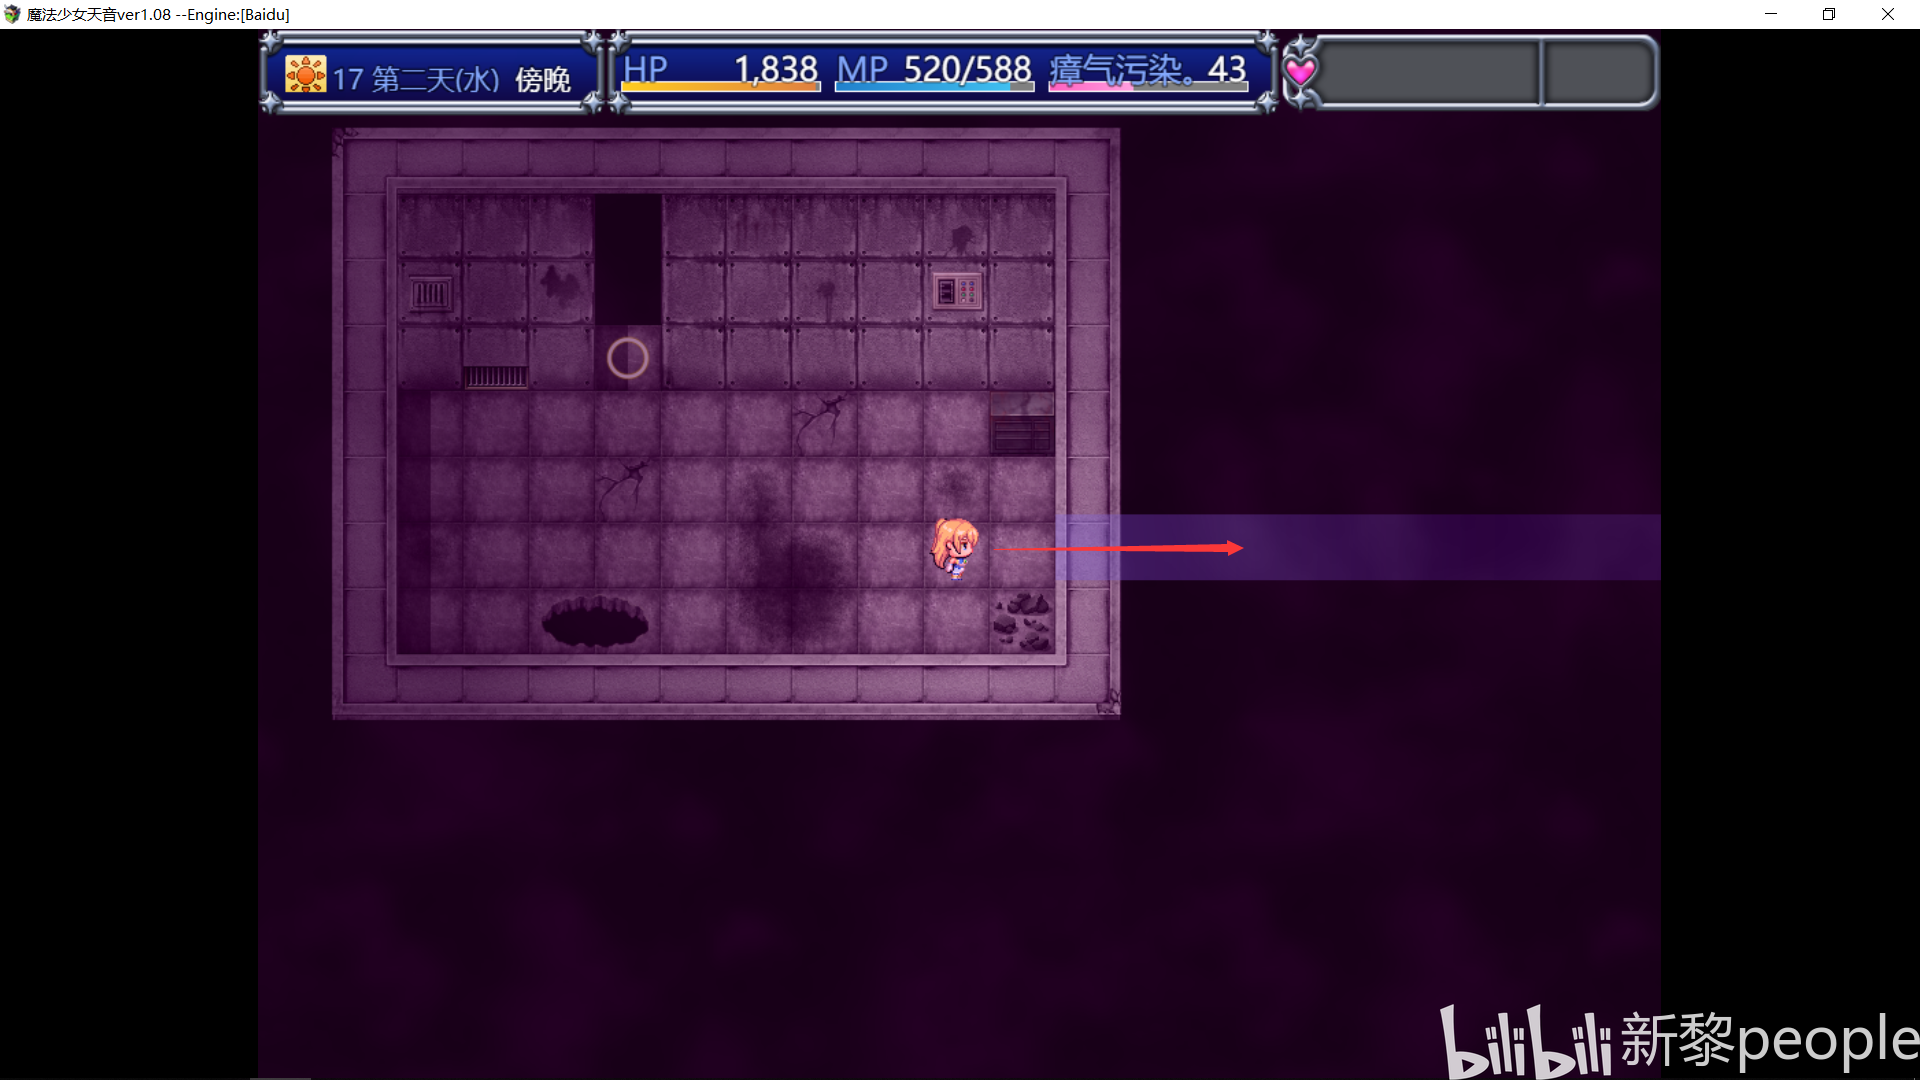 魔法少女天音ver1.08 --Engine:[Baidu]
17 第二天(水) 傍晚
HP 1,838 MP 520/588 瘴气污染。43
bilibili 新黎people